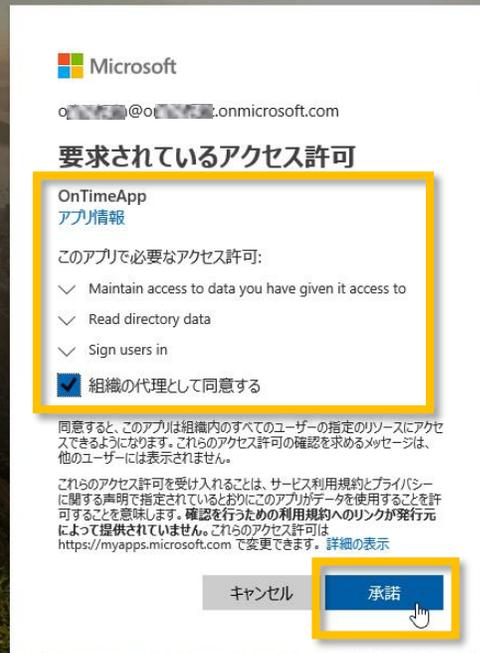 Microsoft
.onmicrosoft.com
要求されているアクセス許可
OnTimeApp
アプリ情報
このアプリで必要なアクセス許可:
Maintain access to data you have given it access to
Read directory data
Sign users in
組織の代理として同意する
同意すると、このアプリは組織内のすべてのユーザーの指定のリソースにアクセ
スできるようになります。これらのアクセス許可の確認を求めるメッセージは、
他のユーザーには表示されません。
これらのアクセス許可を受け入れることは、サービス利用規約とプライバシー
に関する声明で指定されているとおりにこのアプリがデータを使用することを許
可することを意味します。確認を行うための利用規約へのリンクが発行元
によって提供されていません。これらのアクセス許可は
https://myapps.microsoft.com で変更できます。詳細の表示
キャンセル
承諾